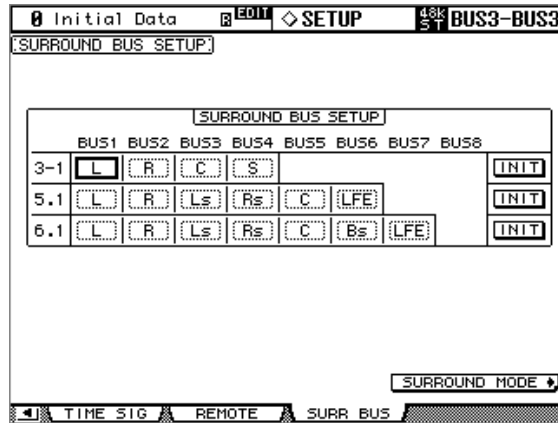 0 Initial Data R EDIT ◇SETUP 48K ST BUS3-BUS3
SURROUND BUS SETUP
SURROUND BUS SETUP
BUS1 BUS2 BUS3 BUS4 BUS5 BUS6 BUS7 BUS8
3-1 L R C S INIT
5.1 L R Ls Rs C LFE INIT
6.1 L R Ls Rs C Bs LFE INIT
SURROUND MODE
TIME SIG REMOTE SURR BUS